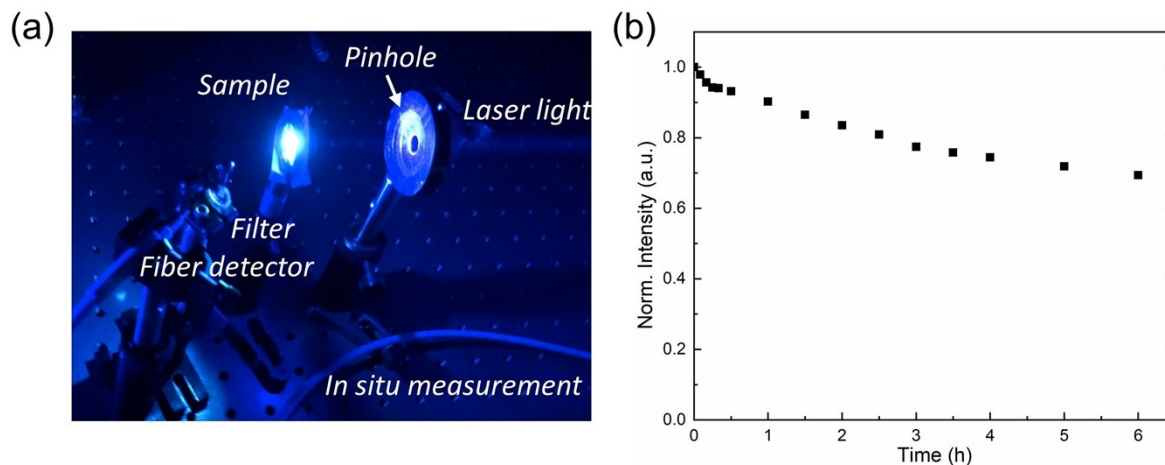 (a)
Pinhole
Sample
Laser light
Filter
Fiber detector
In situ measurement
(b)
Norm. Intensity (a.u.)
1.0
0.8
0.6
0.4
0.2
0.0
0 1 2 3 4 5 6
Time (h)